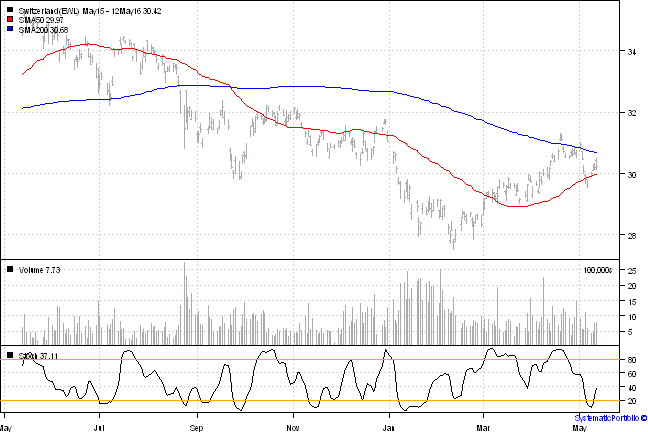 Switzerland(EWL) May15 - 12May16 30.42
SMA50 29.97
SMA200 30.68
34
32
30
28
Volume 7.73
100,000s
25
20
15
10
5
Stoch 37.11
80
60
40
20
May
Jul
Sep
Nov
Jan
Mar
May
SystematicPortfolio ©